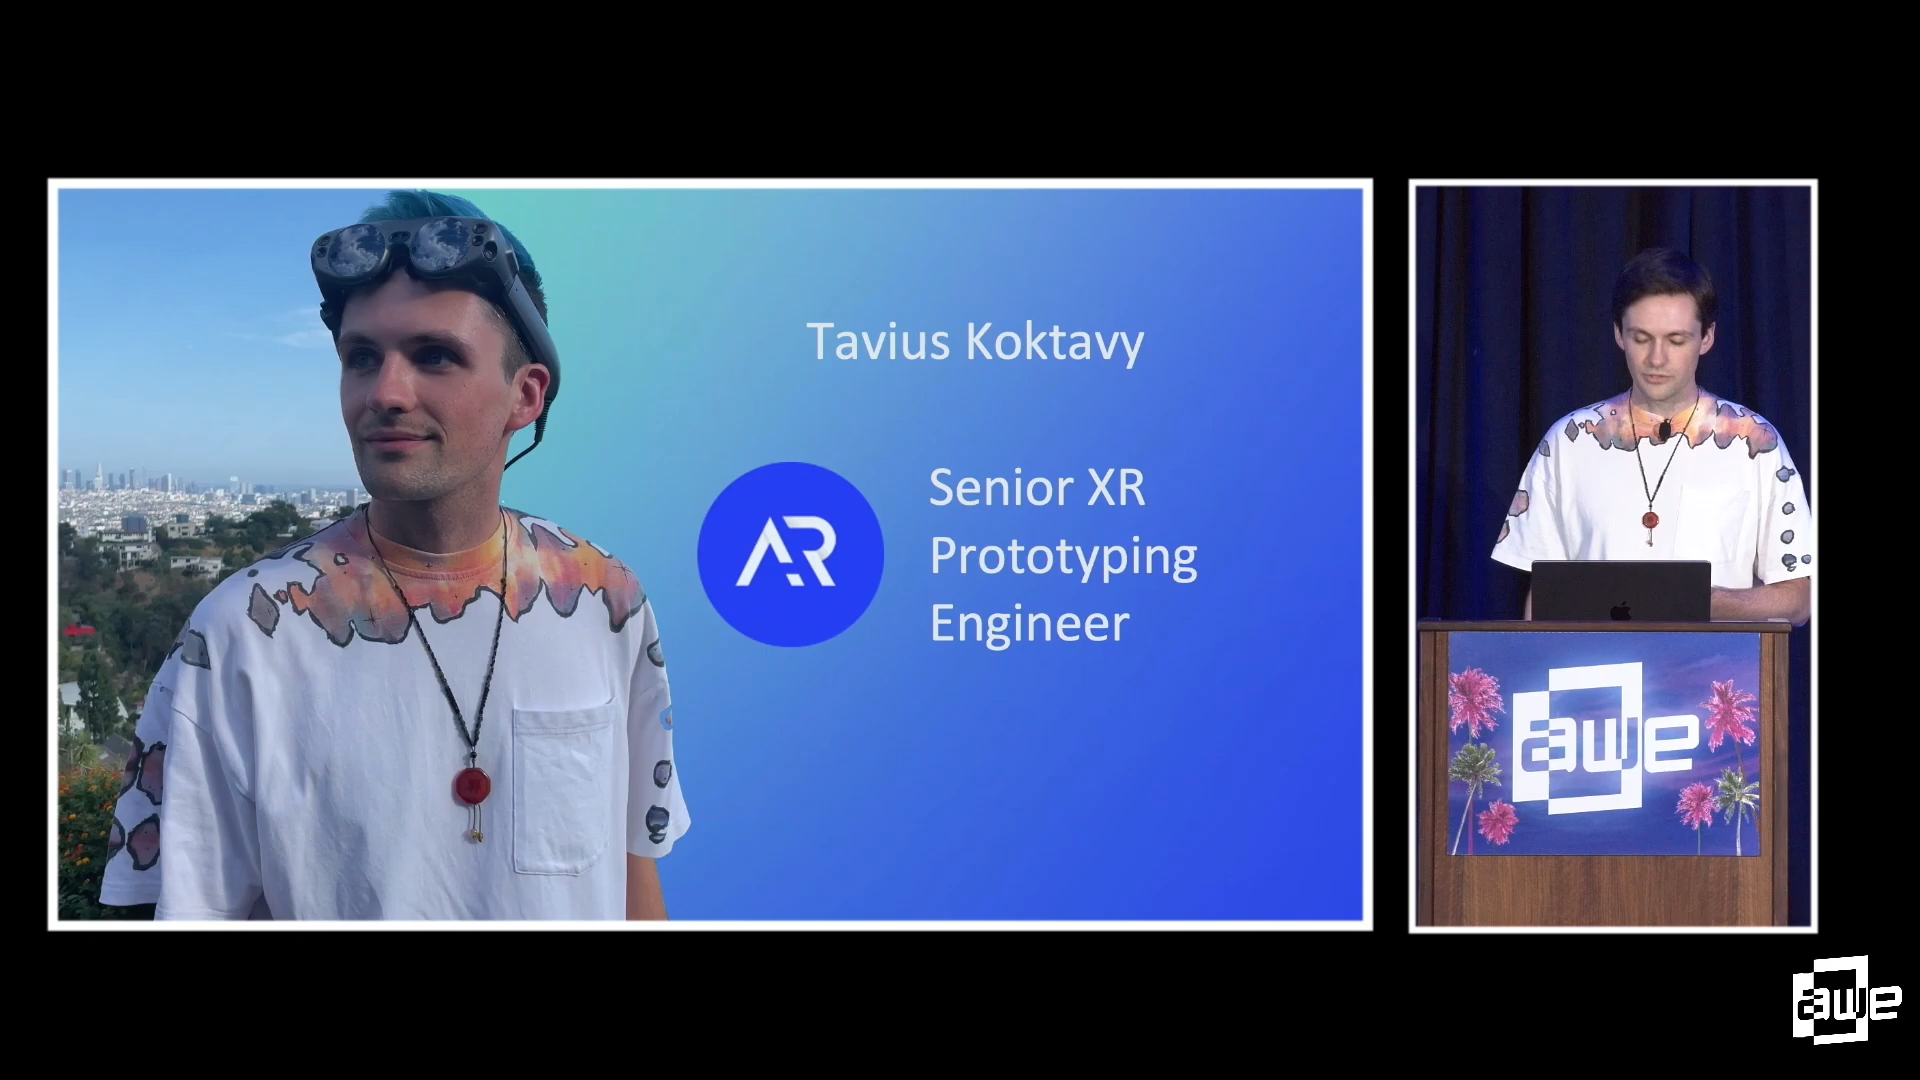 Tavius Koktavy
AR
Senior XR
Prototyping
Engineer
awe
awe